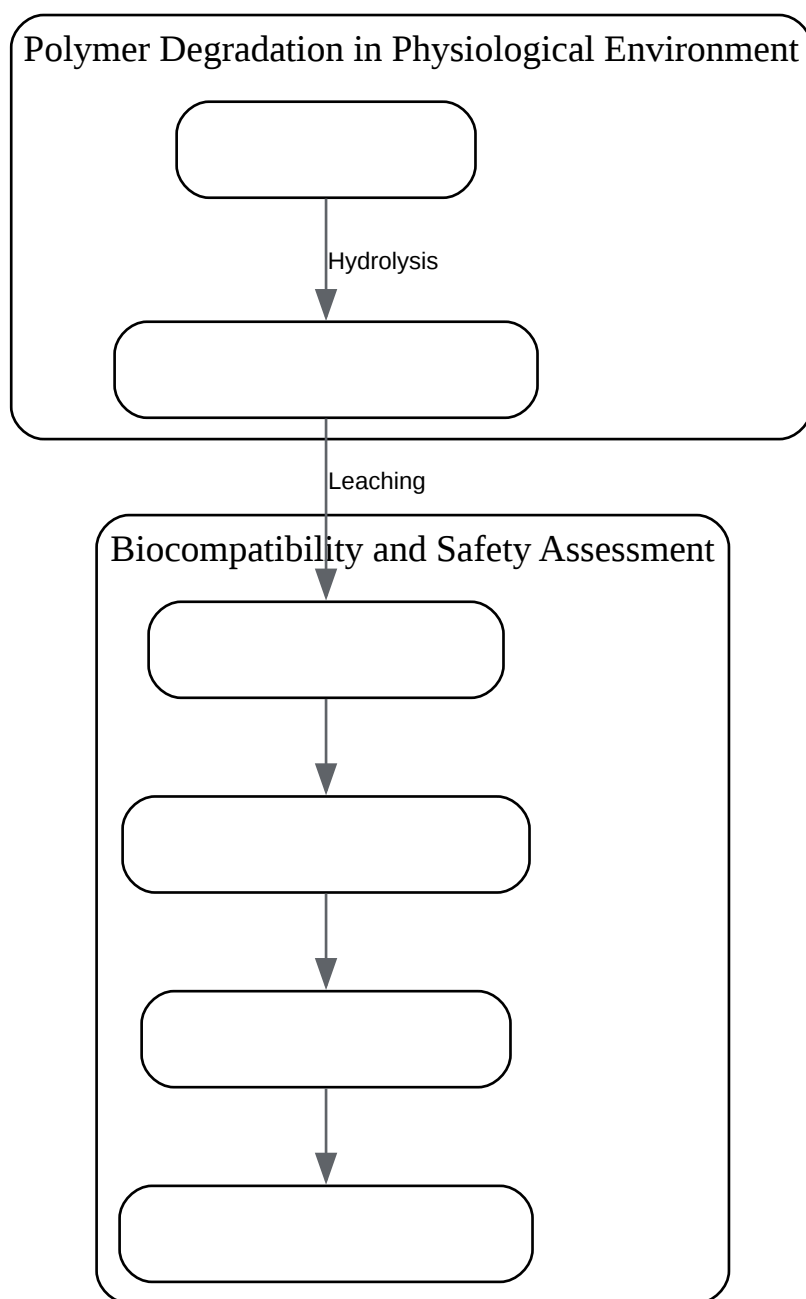 Polymer Degradation in Physiological Environment
Hydrolysis
Leaching
Biocompatibility and Safety Assessment